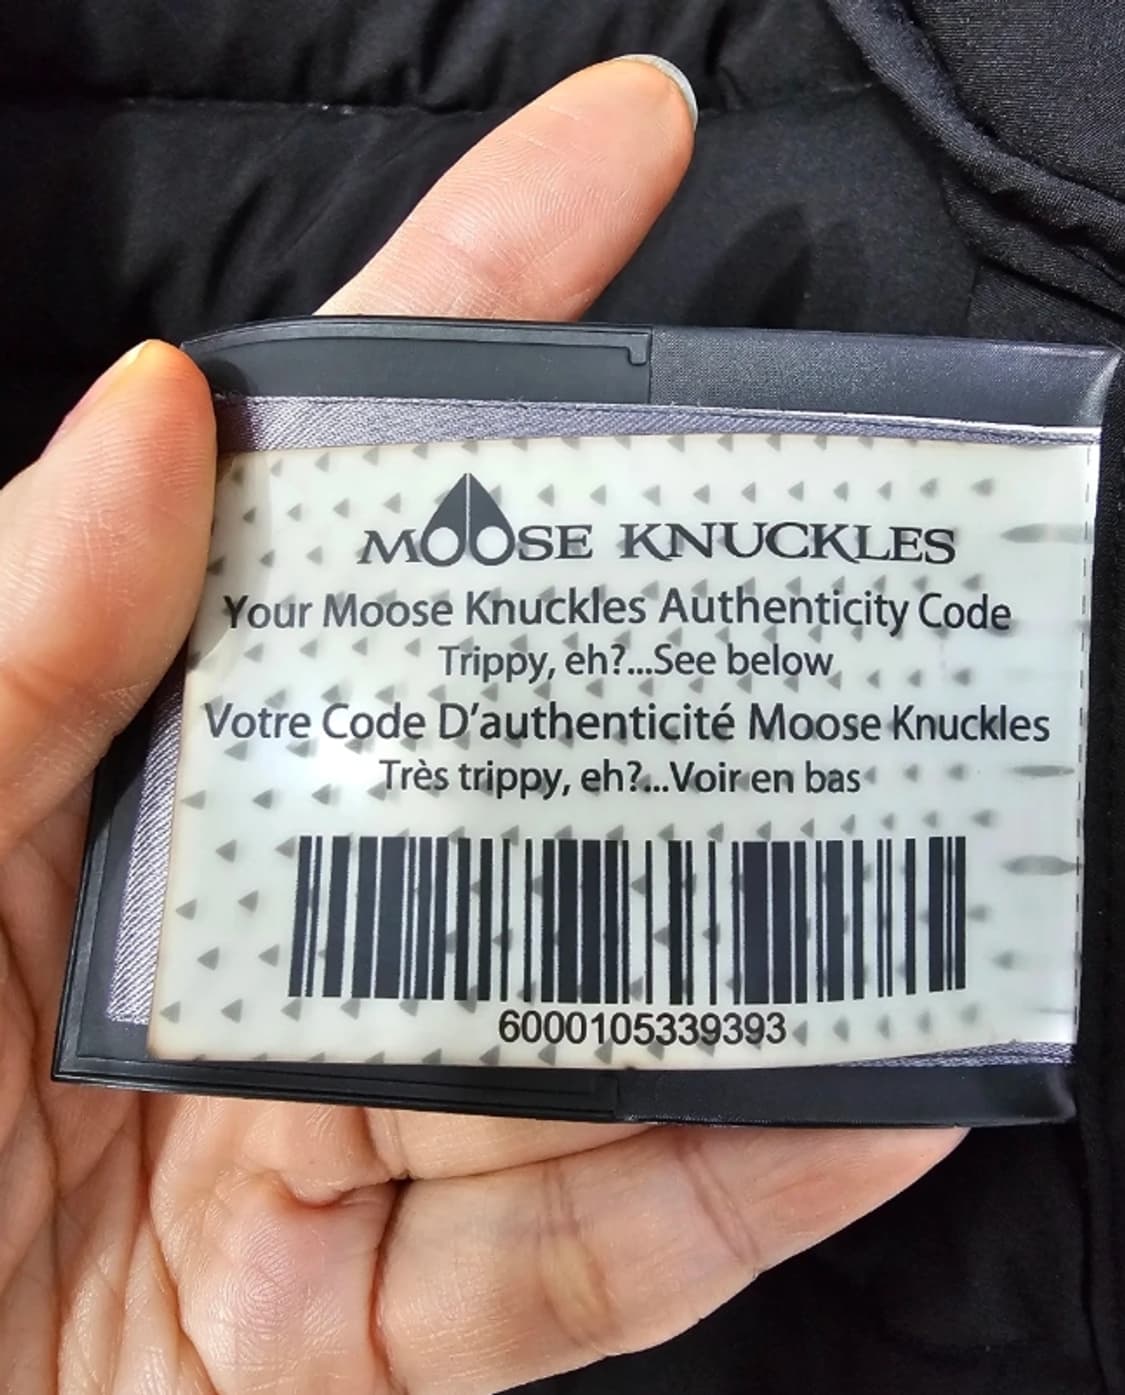 MOOSE KNUCKLES
Your Moose Knuckles Authenticity Code
Trippy, eh?...See below
Votre Code D'authenticité Moose Knuckles
Très trippy, eh?...Voir en bas
6000105339393